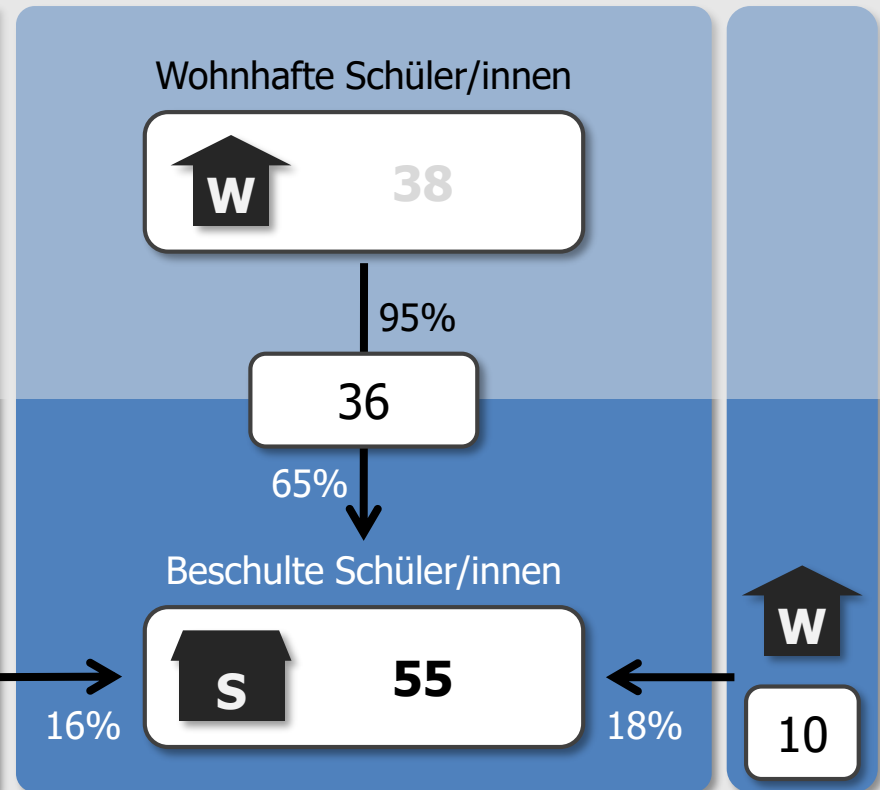 Wohnhafte Schüler/innen
W 38
95%
36
65%
Beschulte Schüler/innen
W
S 55
16%
18%
10